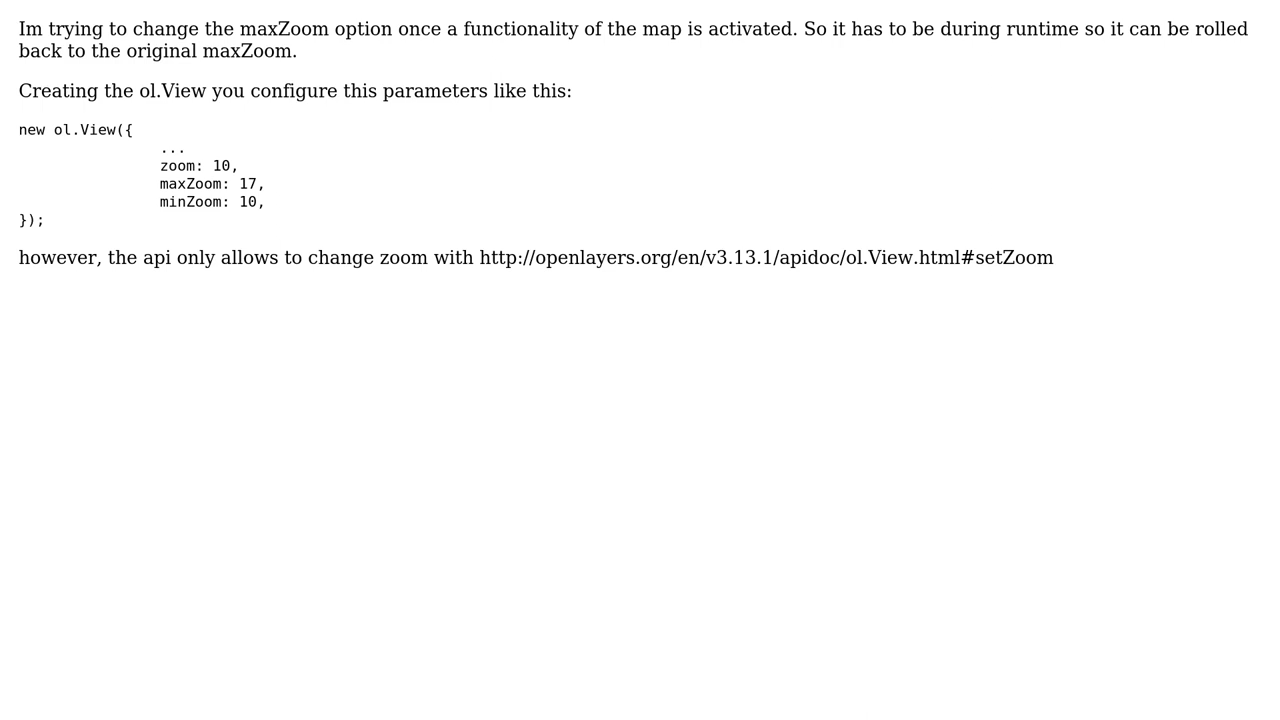 Im trying to change the maxZoom option once a functionality of the map is activated. So it has to be during runtime so it can be rolled
back to the original maxZoom.
Creating the ol.View you configure this parameters like this:
new ol.View({
                ...
                zoom: 10,
                maxZoom: 17,
                minZoom: 10,
});
however, the api only allows to change zoom with http://openlayers.org/en/v3.13.1/apidoc/ol.View.html#setZoom